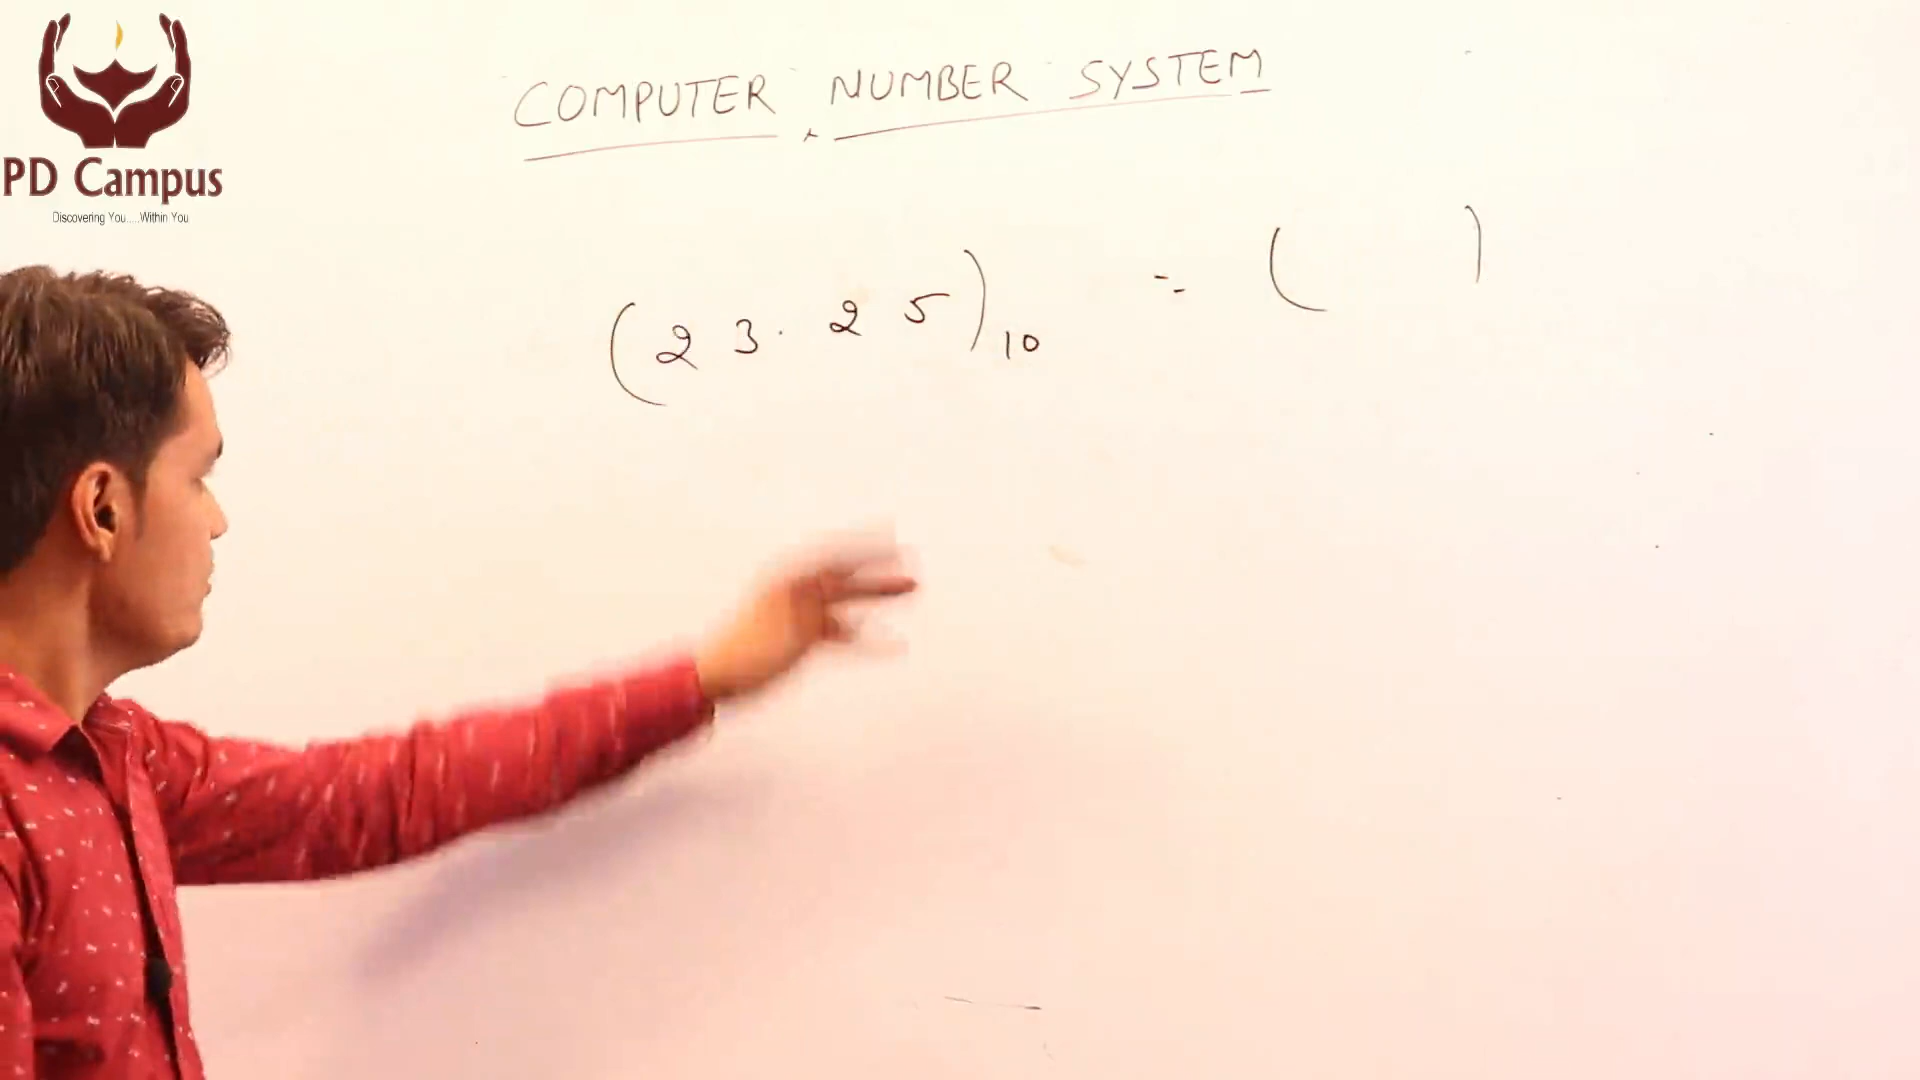 PD Campus
Discovering You.....Within You
COMPUTER NUMBER SYSTEM
(23.25)10 = ( )